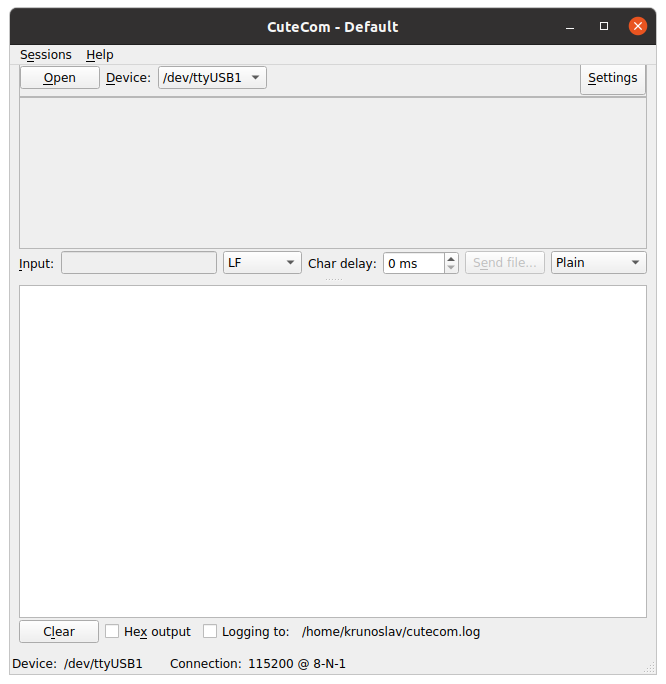 CuteCom - Default
Sessions Help
Open Device: /dev/ttyUSB1 Settings
Input: LF Char delay: 0 ms Send file... Plain
Clear Hex output Logging to: /home/krunoslav/cutecom.log
Device: /dev/ttyUSB1 Connection: 115200 @ 8-N-1